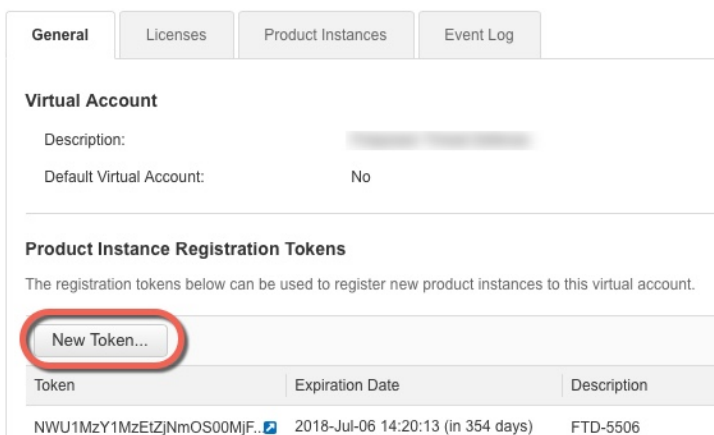 General Licenses Product Instances Event Log
Virtual Account
Description:
Default Virtual Account: No
Product Instance Registration Tokens
The registration tokens below can be used to register new product instances to this virtual account.
New Token...
Token Expiration Date Description
NWU1MzY1MzEtZjNmOS00MjF... 2018-Jul-06 14:20:13 (in 354 days) FTD-5506